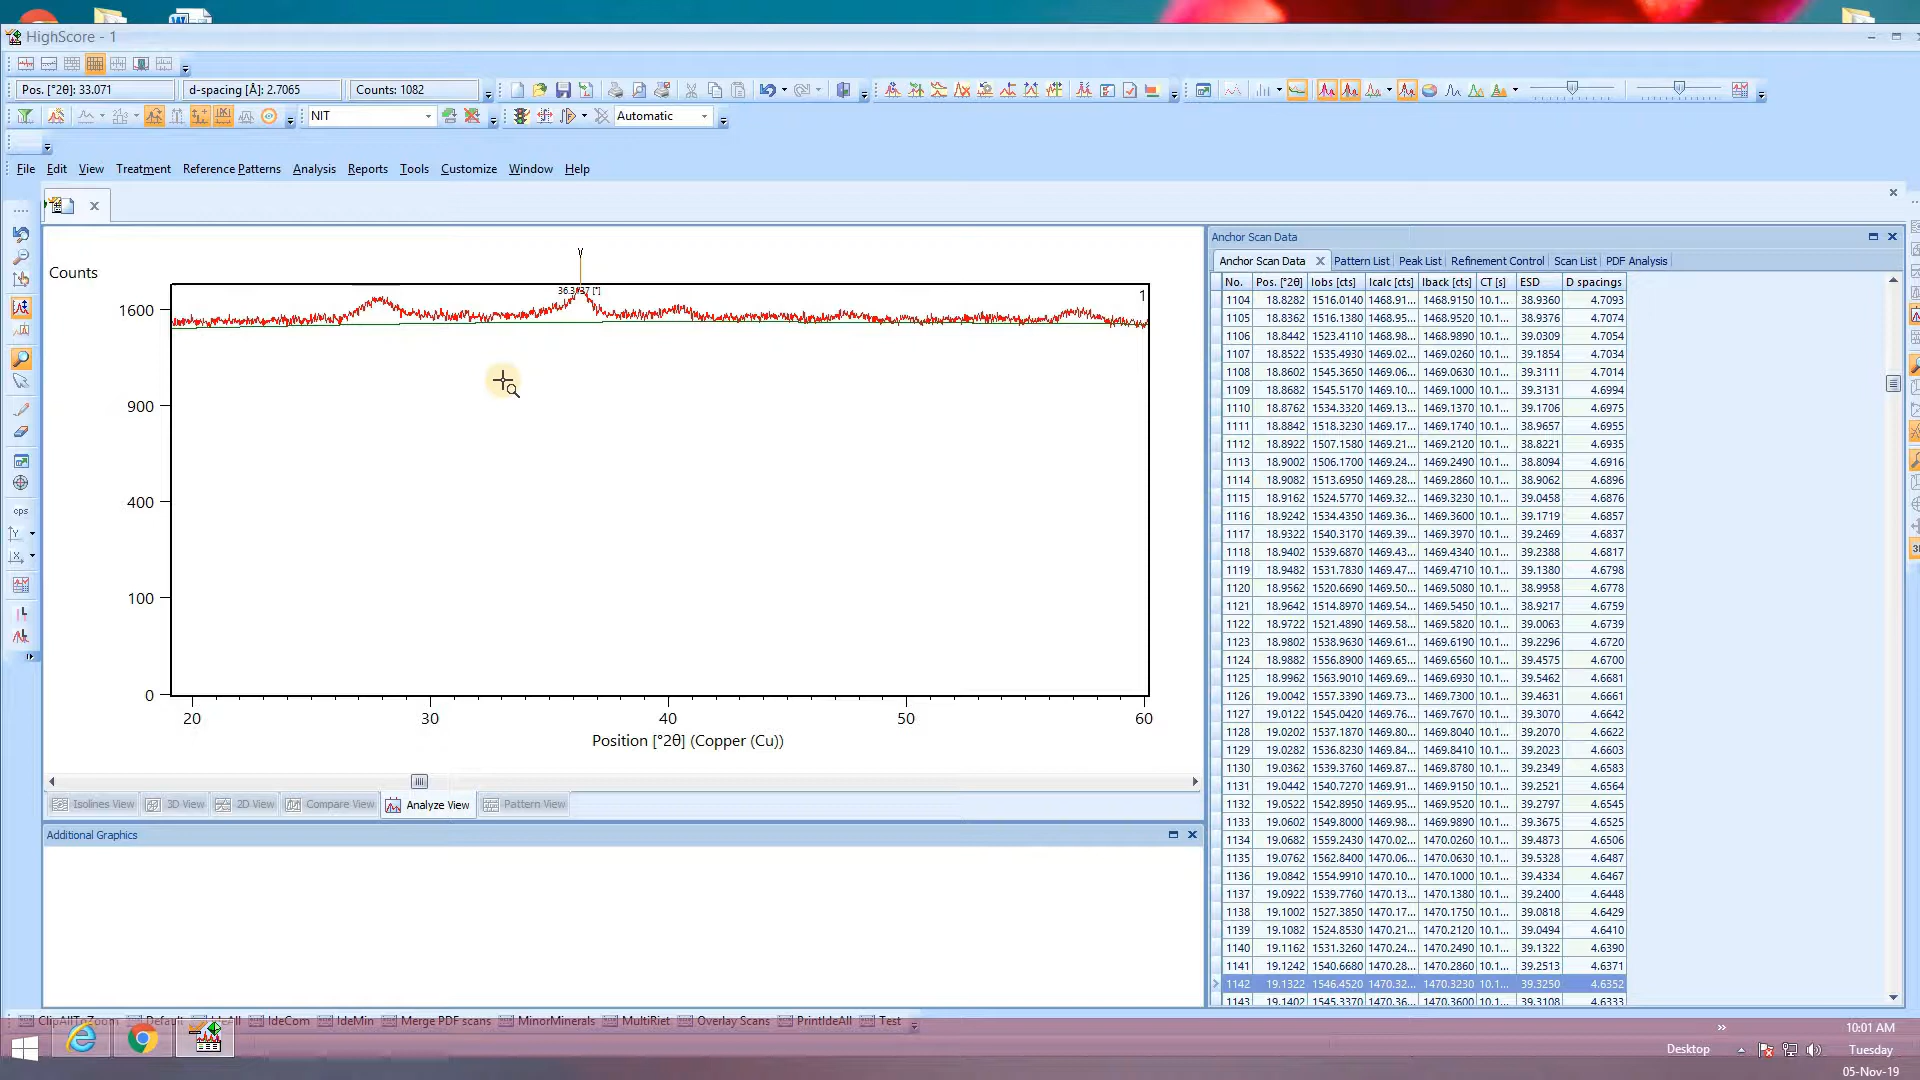 HighScore - 1
Pos. [°2θ]: 33.071
d-spacing [Å]: 2.7065
Counts: 1082
NIT
Automatic
File Edit View Treatment Reference Patterns Analysis Reports Tools Customize Window Help
Counts
1600
900
400
100
0
1
20 30 40 50 60
Position [°2θ] (Copper (Cu))
cps
Isolines View 3D View 2D View Compare View Analyze View Pattern View
Additional Graphics
Anchor Scan Data
Anchor Scan Data Pattern List Peak List Refinement Control Scan List PDF Analysis
No. Pos. [°2θ] Iobs [cts] Icalc [cts] Iback [cts] CT [s] ESD D spacings
1104 18.8282 1516.0140 1468.91... 1468.9150 10.1... 38.9360 4.7093
1105 18.8362 1516.1380 1468.95... 1468.9520 10.1... 38.9376 4.7074
1106 18.8442 1523.4110 1468.98... 1468.9890 10.1... 39.0309 4.7054
1107 18.8522 1535.4930 1469.02... 1469.0260 10.1... 39.1854 4.7034
1108 18.8602 1545.3650 1469.06... 1469.0630 10.1... 39.3111 4.7014
1109 18.8682 1545.5170 1469.10... 1469.1000 10.1... 39.3131 4.6994
1110 18.8762 1534.3320 1469.13... 1469.1370 10.1... 39.1706 4.6975
1111 18.8842 1518.3230 1469.17... 1469.1740 10.1... 38.9657 4.6955
1112 18.8922 1507.1580 1469.21... 1469.2120 10.1... 38.8221 4.6935
1113 18.9002 1506.1700 1469.24... 1469.2490 10.1... 38.8094 4.6916
1114 18.9082 1513.6950 1469.28... 1469.2860 10.1... 38.9062 4.6896
1115 18.9162 1524.5770 1469.32... 1469.3230 10.1... 39.0458 4.6876
1116 18.9242 1534.4350 1469.36... 1469.3600 10.1... 39.1719 4.6857
1117 18.9322 1540.3170 1469.39... 1469.3970 10.1... 39.2469 4.6837
1118 18.9402 1539.6870 1469.43... 1469.4340 10.1... 39.2388 4.6817
1119 18.9482 1531.7830 1469.47... 1469.4710 10.1... 39.1380 4.6798
1120 18.9562 1520.6690 1469.50... 1469.5080 10.1... 38.9958 4.6778
1121 18.9642 1514.8970 1469.54... 1469.5450 10.1... 38.9217 4.6759
1122 18.9722 1521.4890 1469.58... 1469.5820 10.1... 39.0063 4.6739
1123 18.9802 1538.9630 1469.61... 1469.6190 10.1... 39.2296 4.6720
1124 18.9882 1556.8900 1469.65... 1469.6560 10.1... 39.4575 4.6700
1125 18.9962 1563.9010 1469.69... 1469.6930 10.1... 39.5462 4.6681
1126 19.0042 1557.3390 1469.73... 1469.7300 10.1... 39.4631 4.6661
1127 19.0122 1545.0420 1469.76... 1469.7670 10.1... 39.3070 4.6642
1128 19.0202 1537.1870 1469.80... 1469.8040 10.1... 39.2070 4.6622
1129 19.0282 1536.8230 1469.84... 1469.8410 10.1... 39.2023 4.6603
1130 19.0362 1539.3760 1469.87... 1469.8780 10.1... 39.2349 4.6583
1131 19.0442 1540.7270 1469.91... 1469.9150 10.1... 39.2521 4.6564
1132 19.0522 1542.8950 1469.95... 1469.9520 10.1... 39.2797 4.6545
1133 19.0602 1549.8000 1469.98... 1469.9890 10.1... 39.3675 4.6525
1134 19.0682 1559.2430 1470.02... 1470.0260 10.1... 39.4873 4.6506
1135 19.0762 1562.8400 1470.06... 1470.0630 10.1... 39.5328 4.6487
1136 19.0842 1554.9910 1470.10... 1470.1000 10.1... 39.4334 4.6467
1137 19.0922 1539.7760 1470.13... 1470.1380 10.1... 39.2400 4.6448
1138 19.1002 1527.3850 1470.17... 1470.1750 10.1... 39.0818 4.6429
1139 19.1082 1524.8530 1470.21... 1470.2120 10.1... 39.0494 4.6410
1140 19.1162 1531.3260 1470.24... 1470.2490 10.1... 39.1322 4.6390
1141 19.1242 1540.6680 1470.28... 1470.2860 10.1... 39.2513 4.6371
1142 19.1322 1546.4520 1470.32... 1470.3230 10.1... 39.3250 4.6352
1143 19.1402 1545.3370 1470.36... 1470.3600 10.1... 39.3108 4.6333
ClipAllToZoom Default IdeAll IdeCom IdeMin Merge PDF scans MinorMinerals MultiRiet Overlay Scans PrintIdeAll Test
Desktop
10:01 AM
Tuesday
05-Nov-19